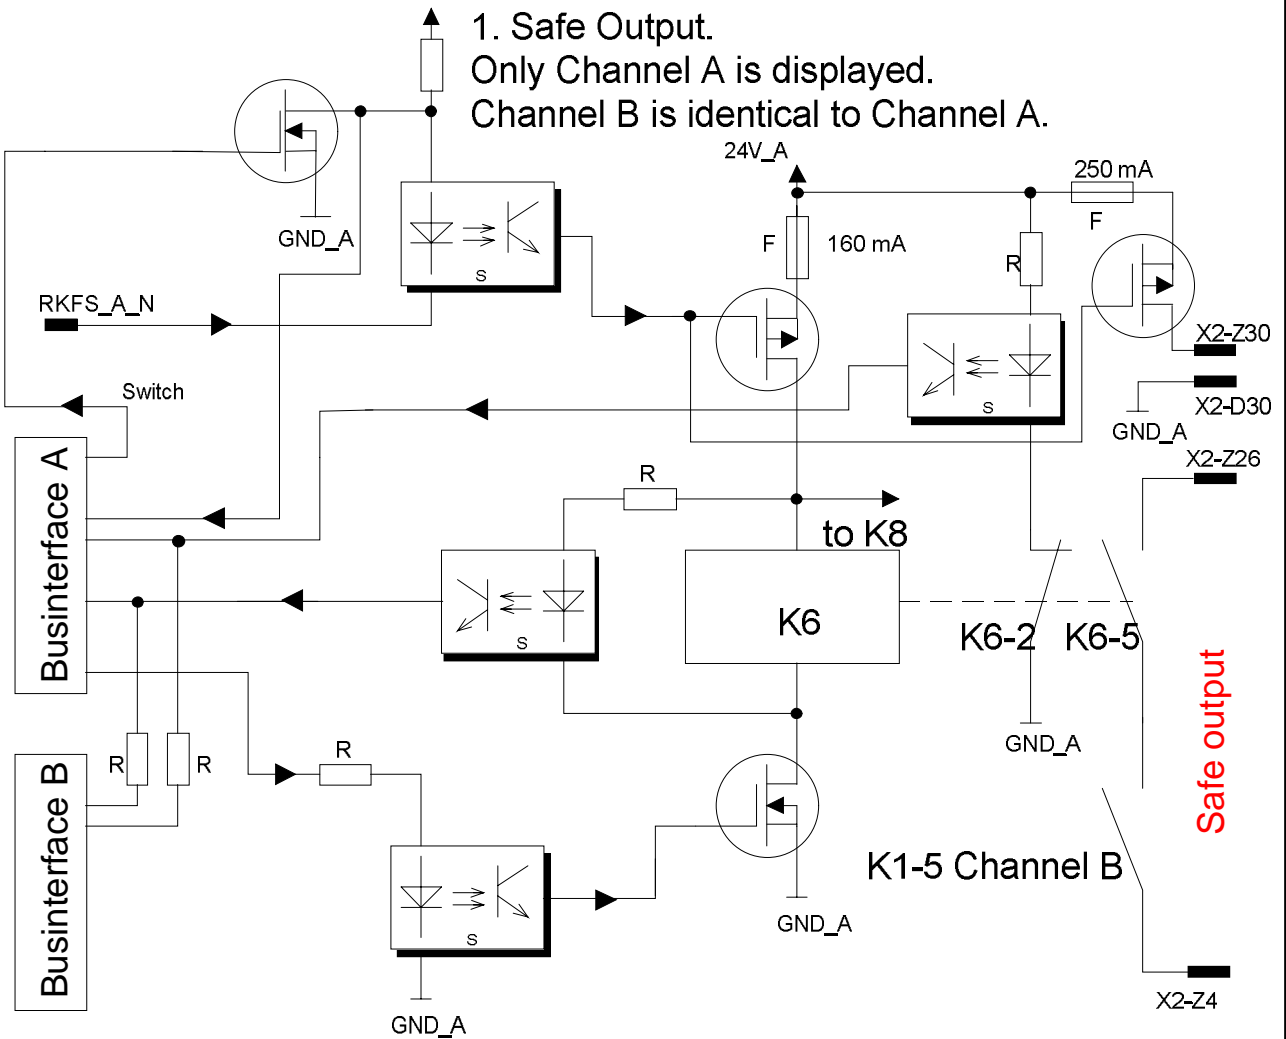 1. Safe Output.
Only Channel A is displayed.
Channel B is identical to Channel A.
24V_A
250 mA
F
F
160 mA
GND_A
S
R
RKFS_A_N
X2-Z30
Switch
S
X2-D30
GND_A
X2-Z26
R
to K8
Businterface A
K6
S
K6-2
K6-5
Safe output
GND_A
R
R
R
Businterface B
K1-5 Channel B
S
GND_A
X2-Z4
GND_A